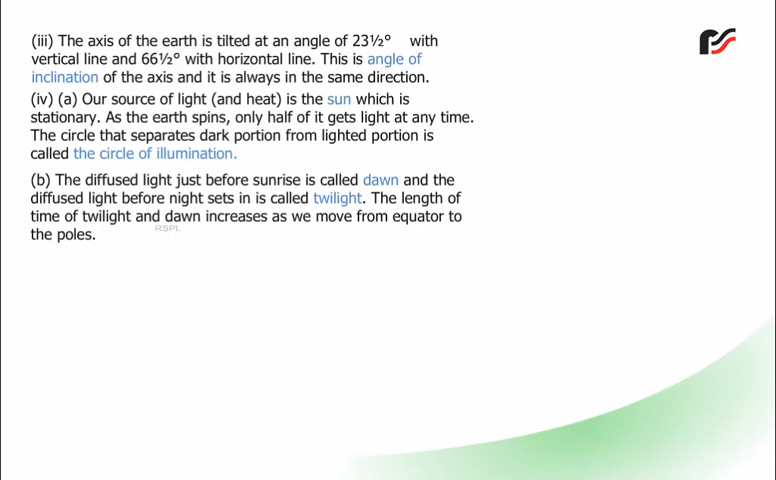 (iii) The axis of the earth is tilted at an angle of 23½° with
vertical line and 66½° with horizontal line. This is angle of
inclination of the axis and it is always in the same direction.
(iv) (a) Our source of light (and heat) is the sun which is
stationary. As the earth spins, only half of it gets light at any time.
The circle that separates dark portion from lighted portion is
called the circle of illumination.
(b) The diffused light just before sunrise is called dawn and the
diffused light before night sets in is called twilight. The length of
time of twilight and dawn increases as we move from equator to
the poles.
RSPL